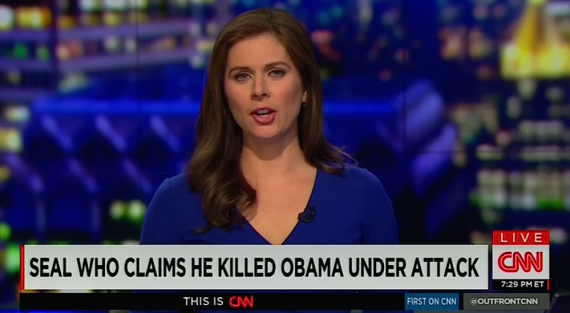 LIVE
SEAL WHO CLAIMS HE KILLED OBAMA UNDER ATTACK
CNN
7:29 PM ET
THIS IS CNN
FIRST ON CNN
@OUTFRONTCNN